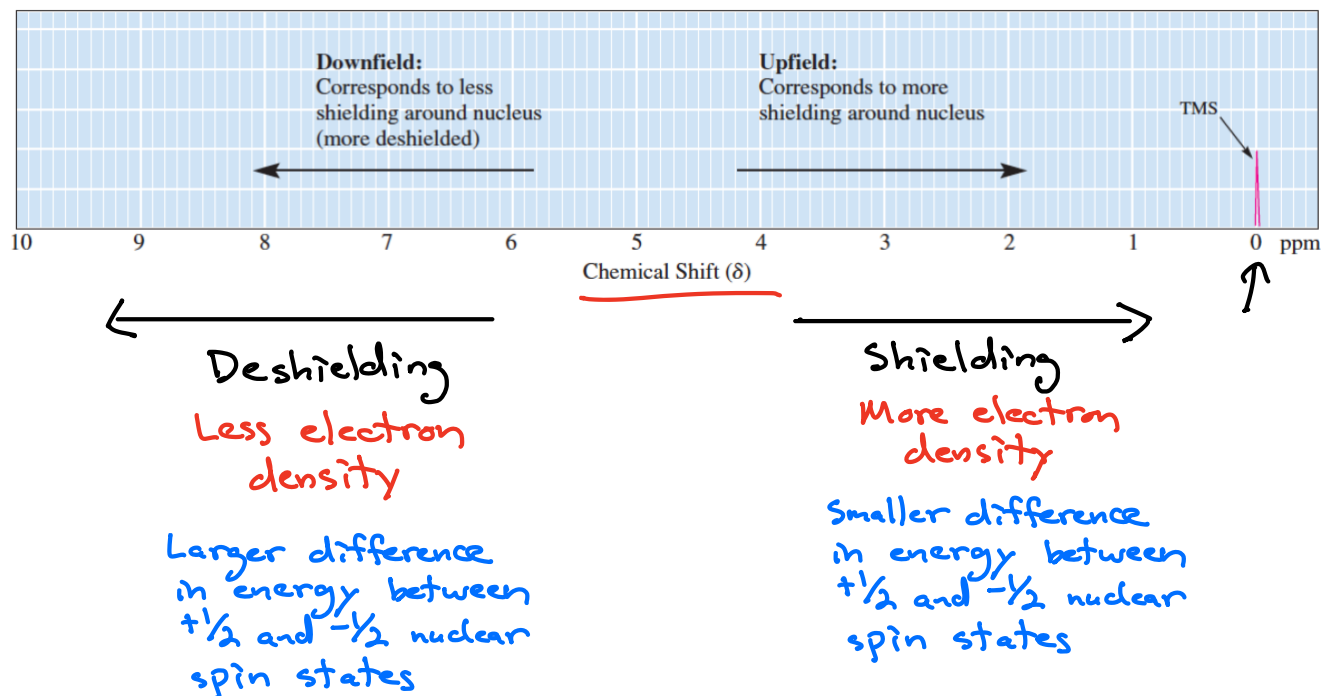 Downfield:
Corresponds to less
shielding around nucleus
(more deshielded)
Upfield:
Corresponds to more
shielding around nucleus
TMS
10 9 8 7 6 5 4 3 2 1 0 ppm
Chemical Shift (δ)
Deshielding
Less electron
density
Larger difference
in energy between
+1/2 and -1/2 nuclear
spin states
Shielding
More electron
density
Smaller difference
in energy between
+1/2 and -1/2 nuclear
spin states